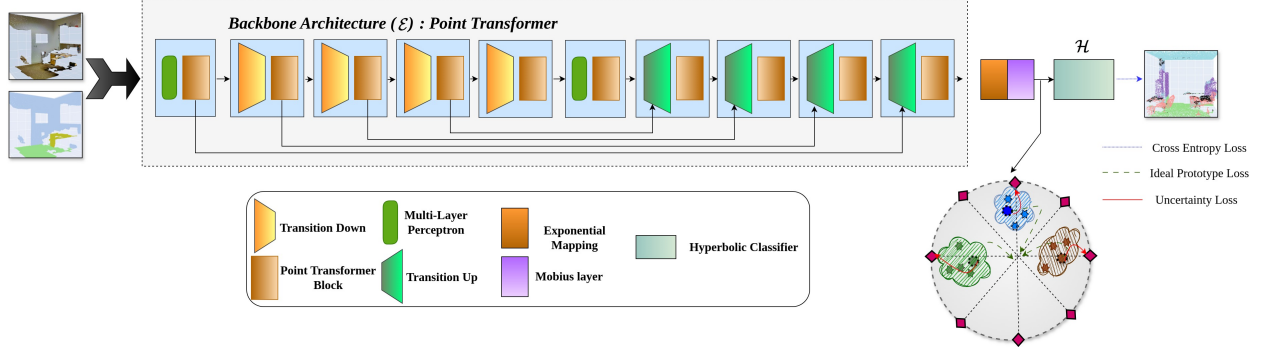 Backbone Architecture (ℰ) : Point Transformer
ℋ
Cross Entropy Loss
Ideal Prototype Loss
Uncertainty Loss
Transition Down
Multi-Layer
Perceptron
Exponential
Mapping
Hyperbolic Classifier
Point Transformer
Block
Transition Up
Mobius layer